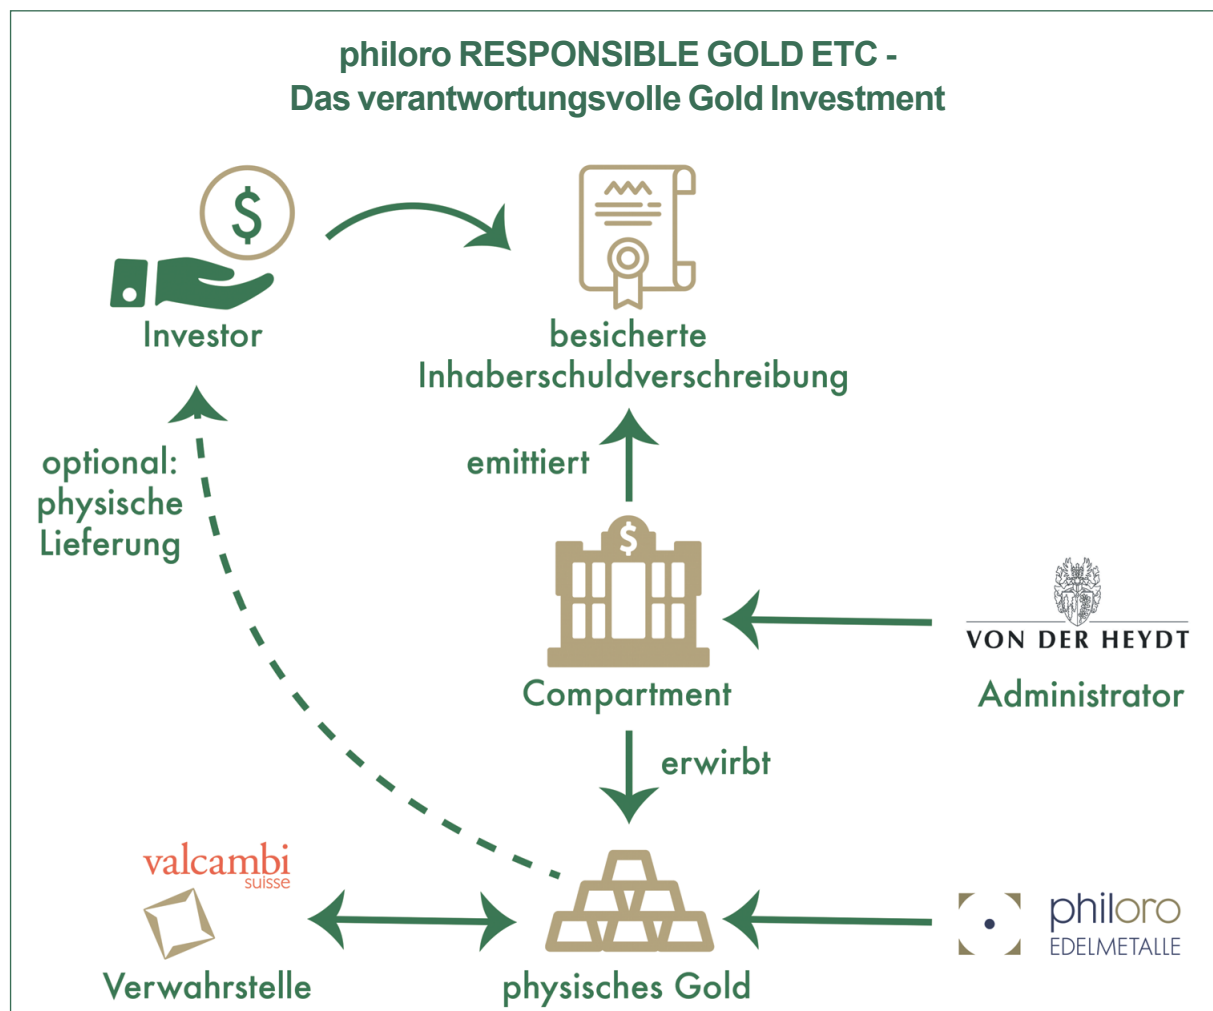 philoro RESPONSIBLE GOLD ETC -
Das verantwortungsvolle Gold Investment
$
Investor
besicherte
Inhaberschuldverschreibung
optional:
physische
Lieferung
emittiert
$
Compartment
VON DER HEYDT
Administrator
erwirbt
valcambi
suisse
Verwahrstelle
physisches Gold
philoro
EDELMETALLE